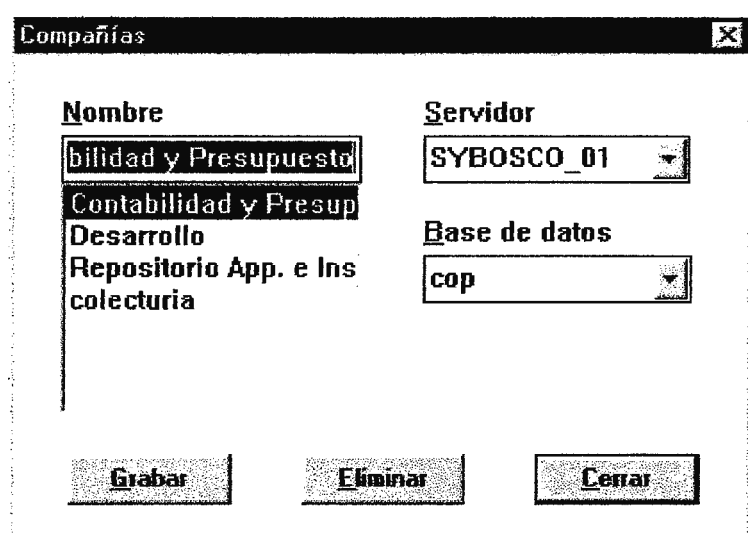 Compañías
Nombre
bilidad y Presupuesto
Contabilidad y Presup
Desarrollo
Repositorio App. e Ins
colecturia
Servidor
SYBOSCO_01
Base de datos
cop
Grabar Eliminar Cerrar